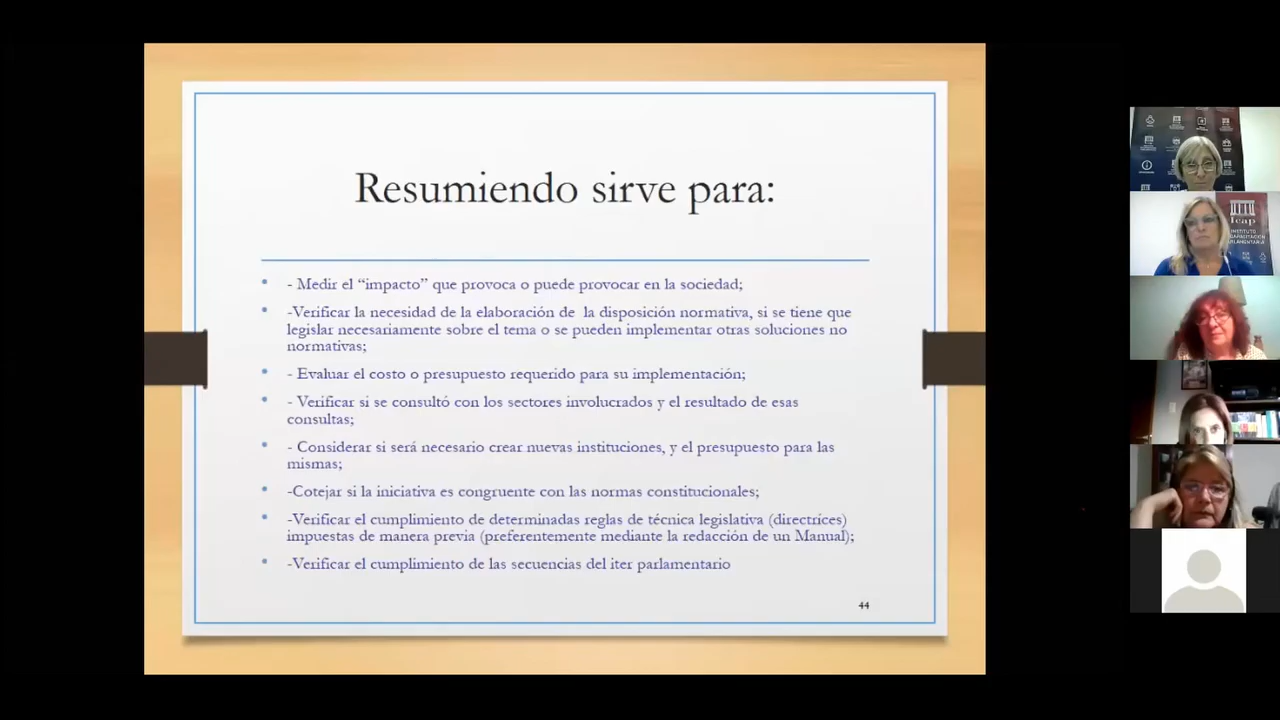 Resumiendo sirve para:
- Medir el “impacto” que provoca o puede provocar en la sociedad;
-Verificar la necesidad de la elaboración de la disposición normativa, si se tiene que
legislar necesariamente sobre el tema o se pueden implementar otras soluciones no
normativas;
- Evaluar el costo o presupuesto requerido para su implementación;
- Verificar si se consultó con los sectores involucrados y el resultado de esas
consultas;
- Considerar si será necesario crear nuevas instituciones, y el presupuesto para las
mismas;
-Cotejar si la iniciativa es congruente con las normas constitucionales;
-Verificar el cumplimiento de determinadas reglas de técnica legislativa (directríces)
impuestas de manera previa (preferentemente mediante la redacción de un Manual);
-Verificar el cumplimiento de las secuencias del iter parlamentario
44
Icap
INSTITUTO